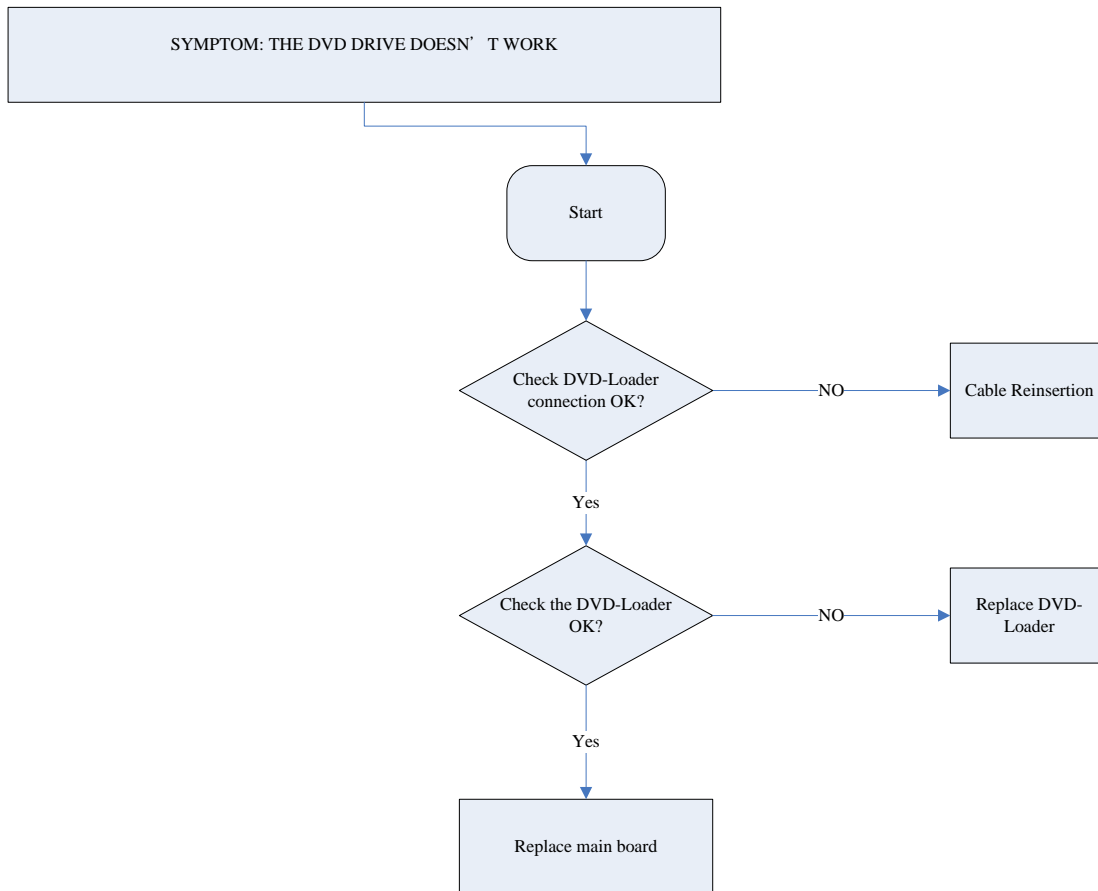 SYMPTOM: THE DVD DRIVE DOESN’ T WORK
Start
Check DVD-Loader
connection OK?
NO
Cable Reinsertion
Yes
Check the DVD-Loader
OK?
NO
Replace DVD-
Loader
Yes
Replace main board